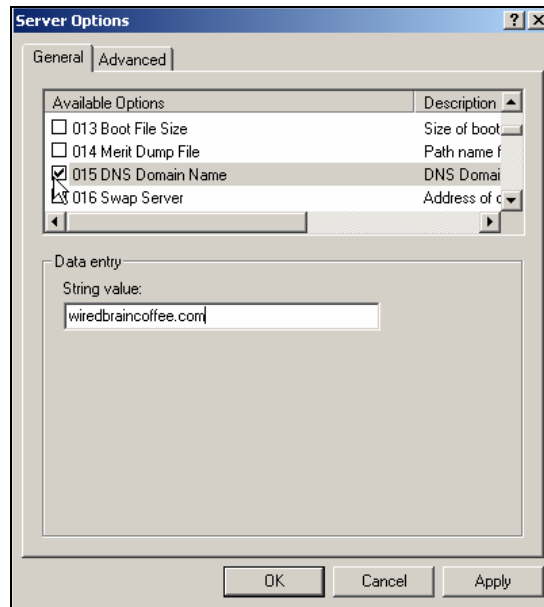 Server Options
General Advanced
Available Options Description
013 Boot File Size Size of boot
014 Merit Dump File Path name f
015 DNS Domain Name DNS Domai
016 Swap Server Address of
Data entry
String value:
wiredbraincoffee.com
OK Cancel Apply